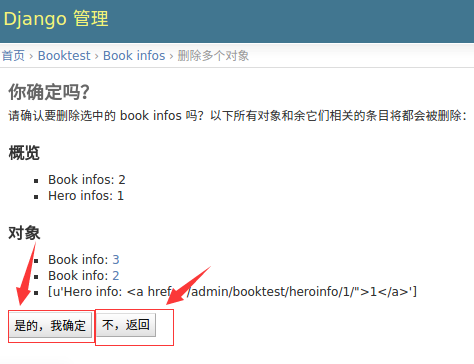 Django 管理
首页 › Booktest › Book infos › 删除多个对象
你确定吗？
请确认要删除选中的 book infos 吗？以下所有对象和余它们相关的条目将都会被删除：
概览
Book infos: 2
Hero infos: 1
对象
Book info: 3
Book info: 2
[u'Hero info: <a href="/admin/booktest/heroinfo/1/">1</a>']
是的，我确定
不，返回